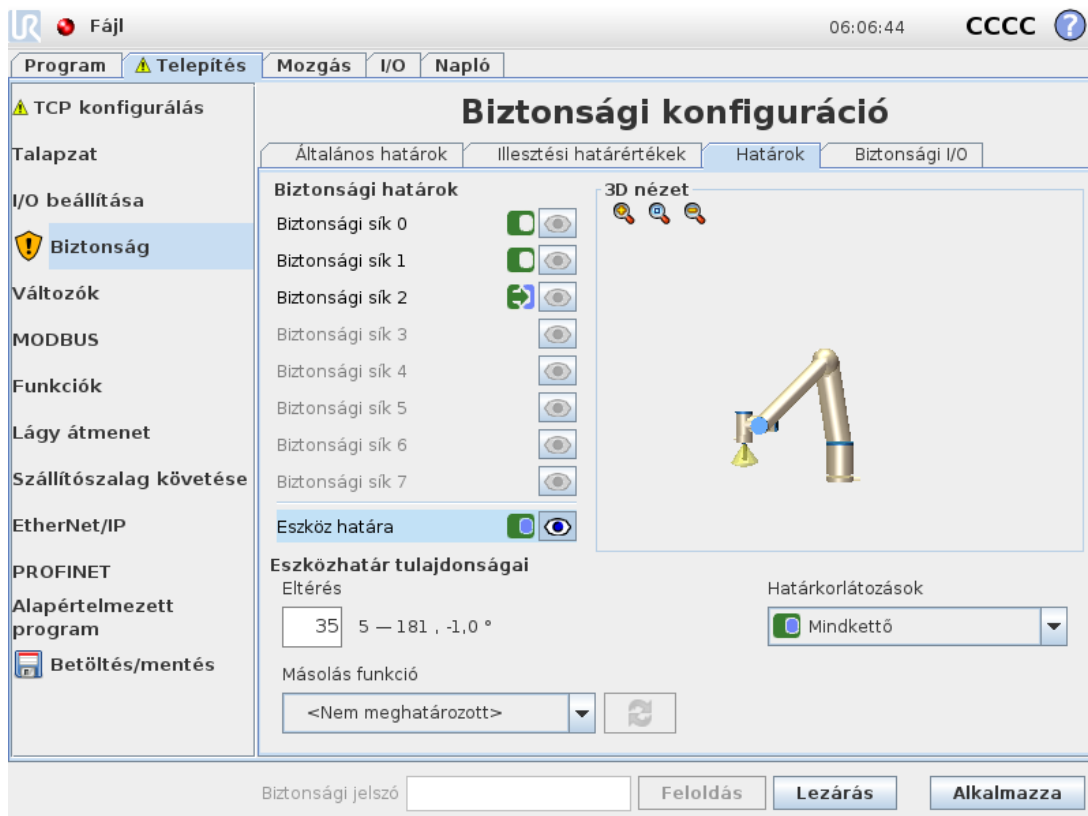 UR Fájl 06:06:44 CCCC ?
Program Telepítés Mozgás I/O Napló
TCP konfigurálás
Talapzat
I/O beállítása
Biztonság
Változók
MODBUS
Funkciók
Lágy átmenet
Szállítószalag követése
EtherNet/IP
PROFINET
Alapértelmezett
program
Betöltés/mentés
Biztonsági konfiguráció
Általános határok Illesztési határértékek Határok Biztonsági I/O
Biztonsági határok
Biztonsági sík 0
Biztonsági sík 1
Biztonsági sík 2
Biztonsági sík 3
Biztonsági sík 4
Biztonsági sík 5
Biztonsági sík 6
Biztonsági sík 7
Eszköz határa
3D nézet
Eszközhatár tulajdonságai
Eltérés
35 5 — 181 , -1,0 °
Határkorlátozások
Mindkettő
Másolás funkció
<Nem meghatározott>
Biztonsági jelszó Feloldás Lezárás Alkalmazza